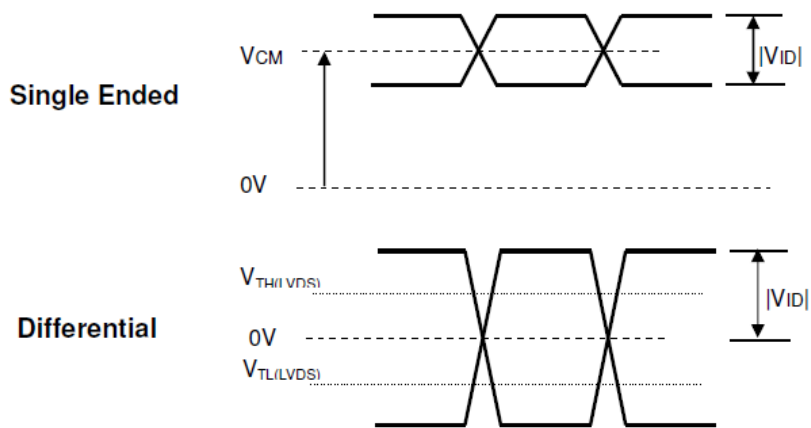 VCM
|VID|
Single Ended
0V
VTH(LVDS)
Differential
0V
|VID|
VTL(LVDS)